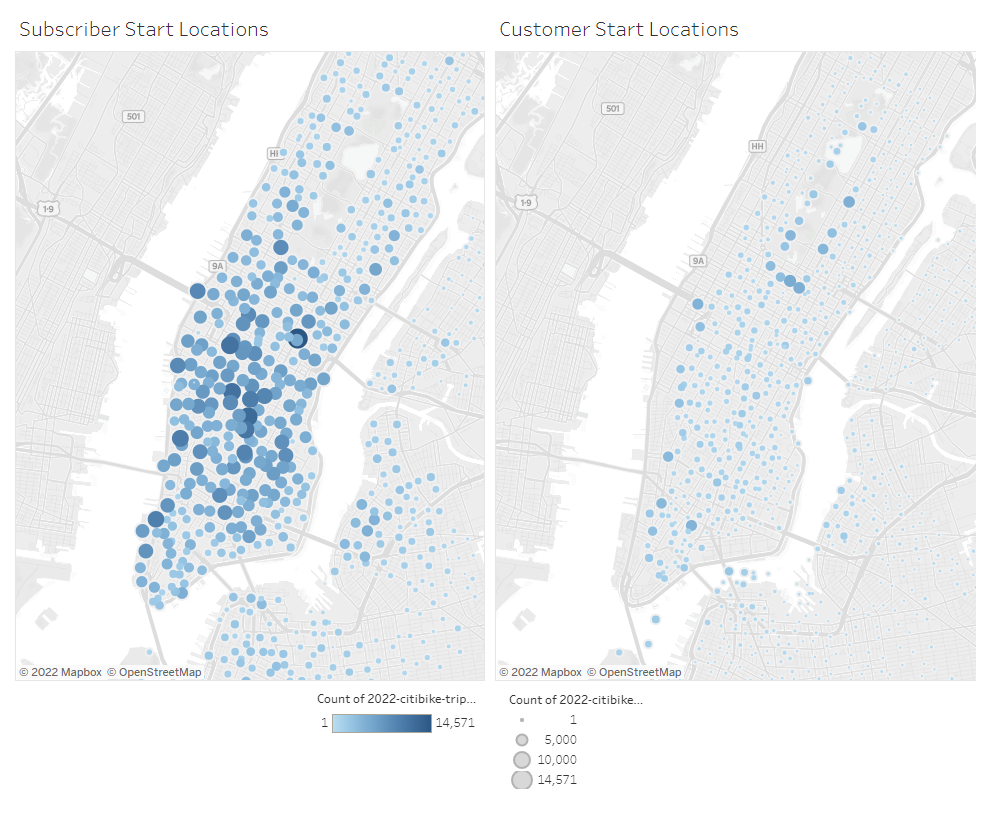 Subscriber Start Locations
Customer Start Locations
501
HI
1-9
9A
© 2022 Mapbox © OpenStreetMap
501
HH
1-9
9A
© 2022 Mapbox © OpenStreetMap
Count of 2022-citibike-trip...
1 14,571
Count of 2022-citibike...
1
5,000
10,000
14,571